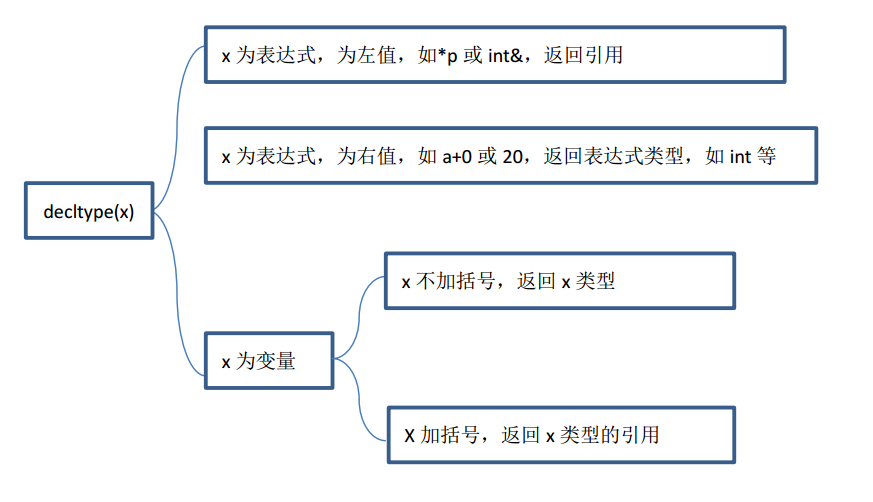 x 为表达式，为左值，如*p 或 int&，返回引用
x 为表达式，为右值，如 a+0 或 20，返回表达式类型，如 int 等
decltype(x)
x 不加括号，返回 x 类型
x 为变量
X 加括号，返回 x 类型的引用